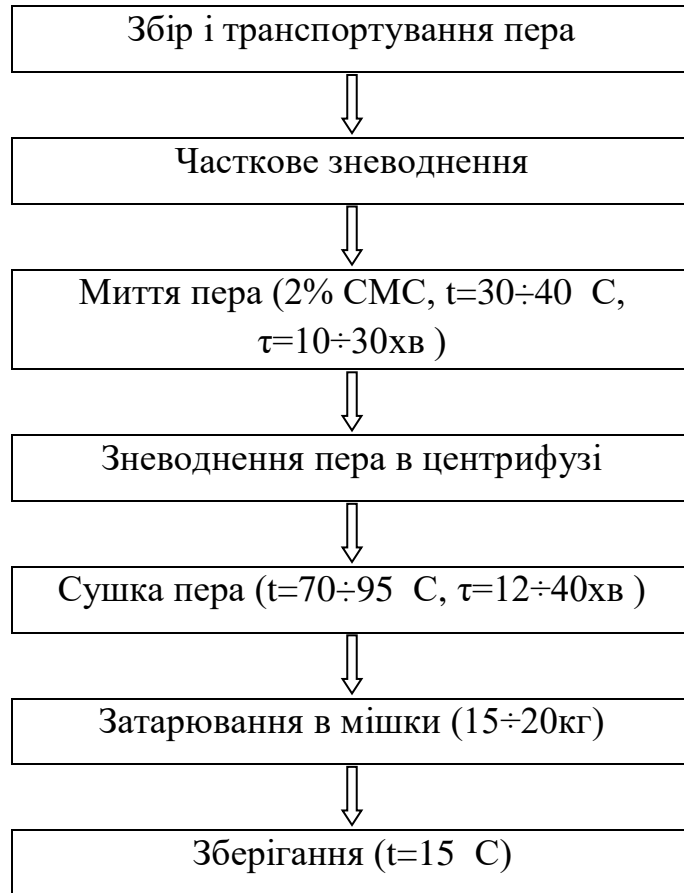 Збір і транспортування пера
Часткове зневоднення
Миття пера (2% СМС, t=30÷40 С,
τ=10÷30хв )
Зневоднення пера в центрифузі
Сушка пера (t=70÷95 С, τ=12÷40хв )
Затарювання в мішки (15÷20кг)
Зберігання (t=15 С)